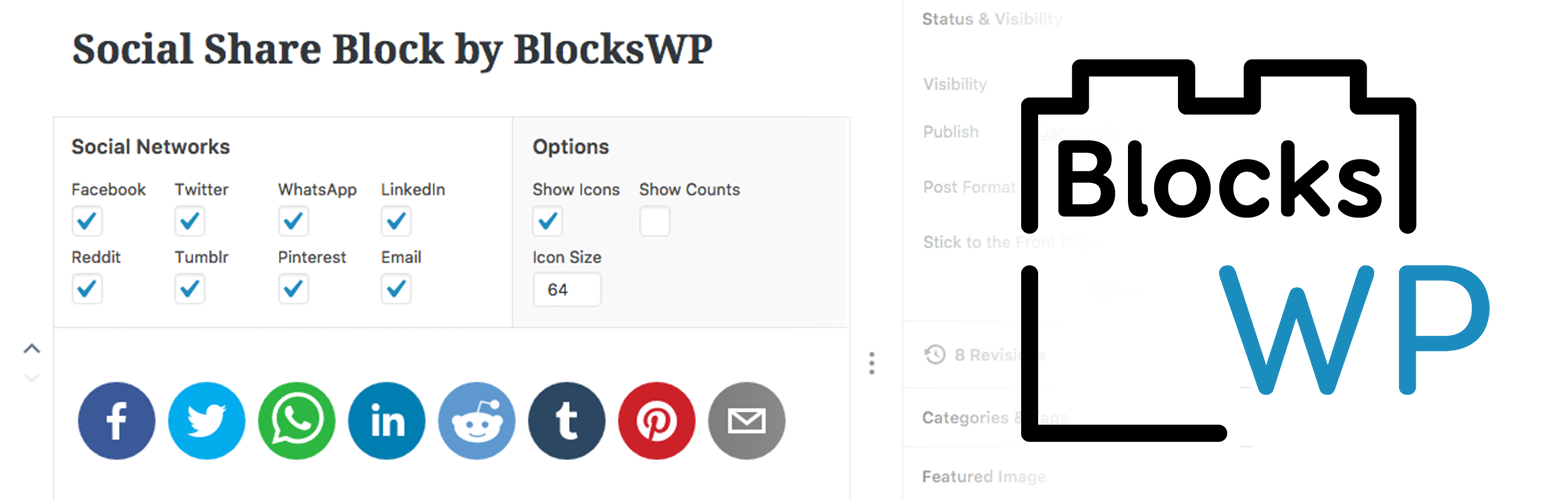 Social Share Block by BlocksWP
Social Networks
Facebook Twitter WhatsApp LinkedIn
Reddit Tumblr Pinterest Email
Options
Show Icons Show Counts
Icon Size
64
f in t
Status & Visibility
Visibility
Publish
Post Format
Stick to the Front Page
8 Revisions
Categories & Tags
Featured Image
Blocks
WP